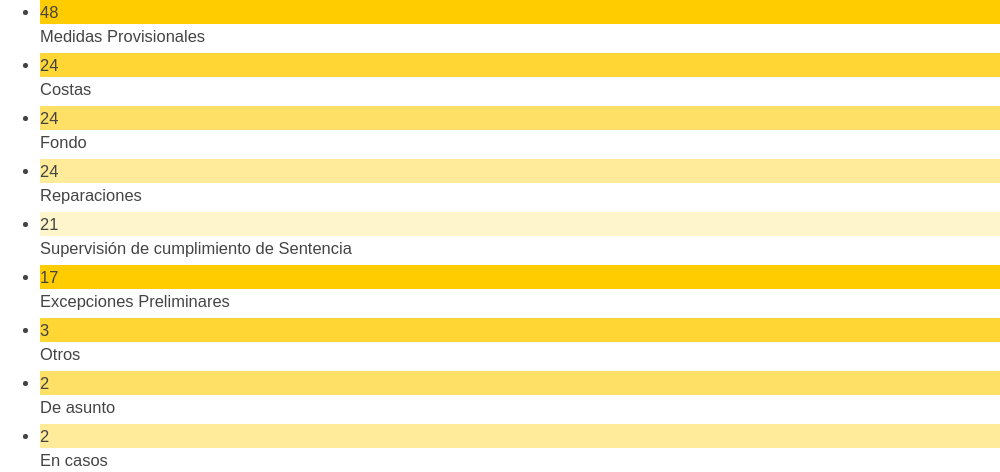 48
Medidas Provisionales
24
Costas
24
Fondo
24
Reparaciones
21
Supervisión de cumplimiento de Sentencia
17
Excepciones Preliminares
3
Otros
2
De asunto
2
En casos